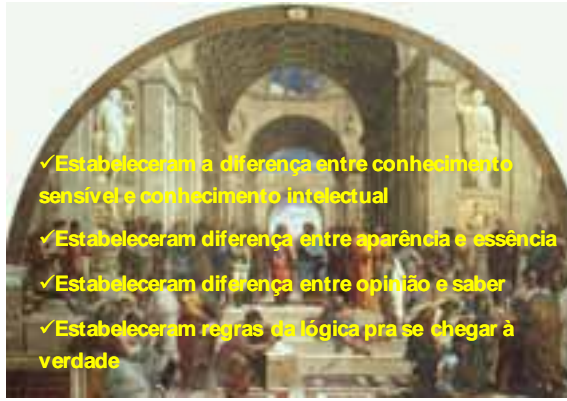 ✓Estabeleceram a diferença entre conhecimento
sensível e conhecimento intelectual
✓Estabeleceram diferença entre aparência e essência
✓Estabeleceram diferença entre opinião e saber
✓Estabeleceram regras da lógica pra se chegar à
verdade